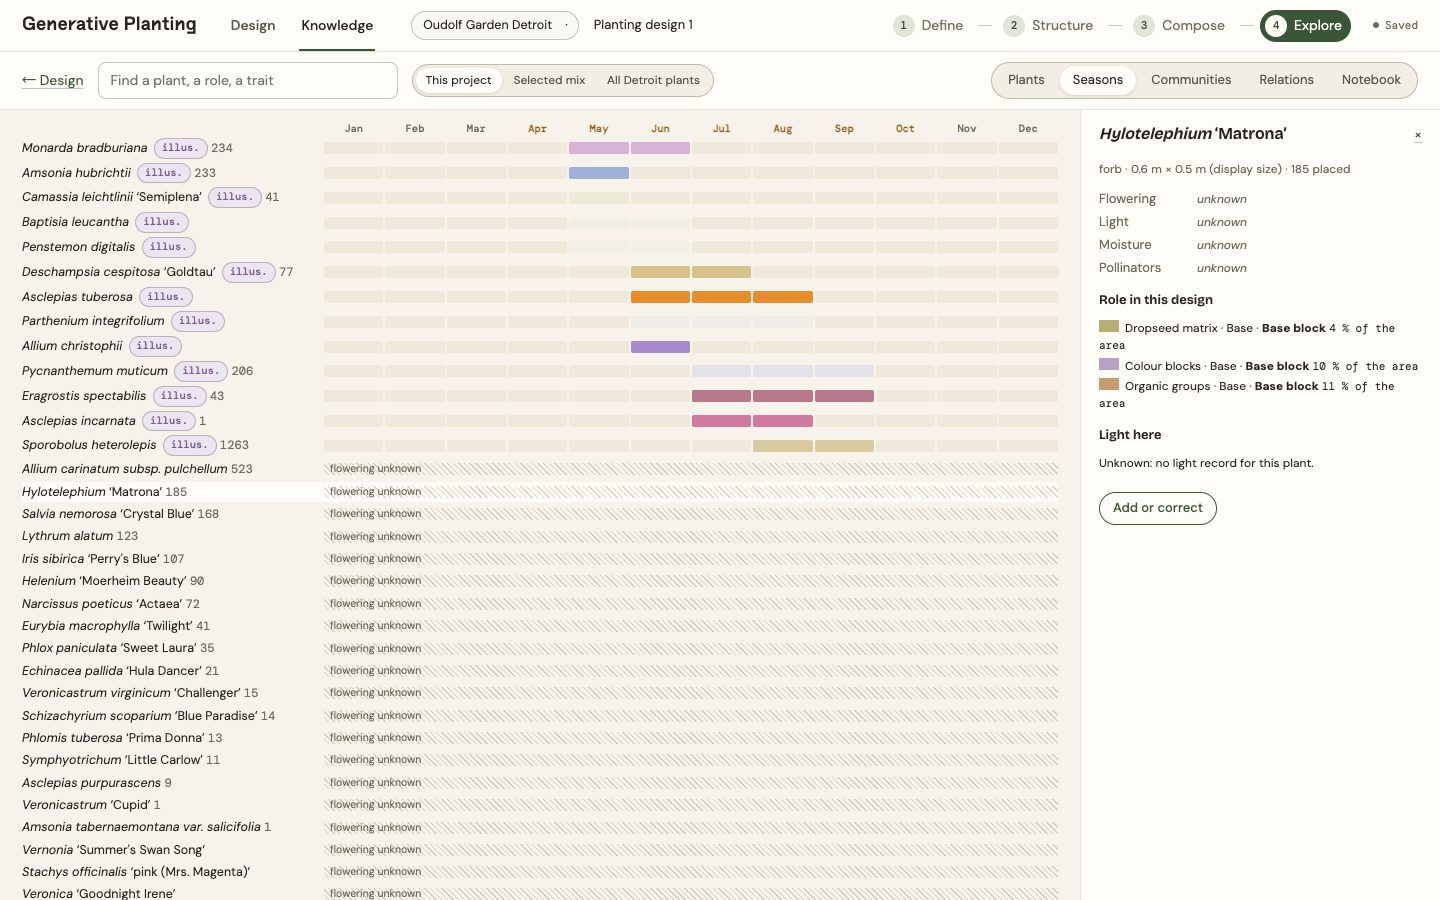 Generative Planting
Design
Knowledge
Oudolf Garden Detroit ·
Planting design 1
1 Define — 2 Structure — 3 Compose — 4 Explore
Saved
← Design
Find a plant, a role, a trait
This project
Selected mix
All Detroit plants
Plants
Seasons
Communities
Relations
Notebook
Jan Feb Mar Apr May Jun Jul Aug Sep Oct Nov Dec
Monarda bradburiana illus. 234
Amsonia hubrichtii illus. 233
Camassia leichtlinii ‘Semiplena’ illus. 41
Baptisia leucantha illus.
Penstemon digitalis illus.
Deschampsia cespitosa ‘Goldtau’ illus. 77
Asclepias tuberosa illus.
Parthenium integrifolium illus.
Allium christophii illus.
Pycnanthemum muticum illus. 206
Eragrostis spectabilis illus. 43
Asclepias incarnata illus. 1
Sporobolus heterolepis illus. 1263
Allium carinatum subsp. pulchellum 523 flowering unknown
Hylotelephium ‘Matrona’ 185 flowering unknown
Salvia nemorosa ‘Crystal Blue’ 168 flowering unknown
Lythrum alatum 123 flowering unknown
Iris sibirica ‘Perry's Blue’ 107 flowering unknown
Helenium ‘Moerheim Beauty’ 90 flowering unknown
Narcissus poeticus ‘Actaea’ 72 flowering unknown
Eurybia macrophylla ‘Twilight’ 41 flowering unknown
Phlox paniculata ‘Sweet Laura’ 35 flowering unknown
Echinacea pallida ‘Hula Dancer’ 21 flowering unknown
Veronicastrum virginicum ‘Challenger’ 15 flowering unknown
Schizachyrium scoparium ‘Blue Paradise’ 14 flowering unknown
Phlomis tuberosa ‘Prima Donna’ 13 flowering unknown
Symphyotrichum ‘Little Carlow’ 11 flowering unknown
Asclepias purpurascens 9 flowering unknown
Veronicastrum ‘Cupid’ 1 flowering unknown
Amsonia tabernaemontana var. salicifolia 1 flowering unknown
Vernonia ‘Summer's Swan Song’ flowering unknown
Stachys officinalis ‘pink (Mrs. Magenta)’ flowering unknown
Veronica ‘Goodnight Irene’ flowering unknown
Hylotelephium ‘Matrona’ ×
forb · 0.6 m × 0.5 m (display size) · 185 placed
Flowering unknown
Light unknown
Moisture unknown
Pollinators unknown
Role in this design
Dropseed matrix · Base · Base block 4 % of the
area
Colour blocks · Base · Base block 10 % of the area
Organic groups · Base · Base block 11 % of the
area
Light here
Unknown: no light record for this plant.
Add or correct